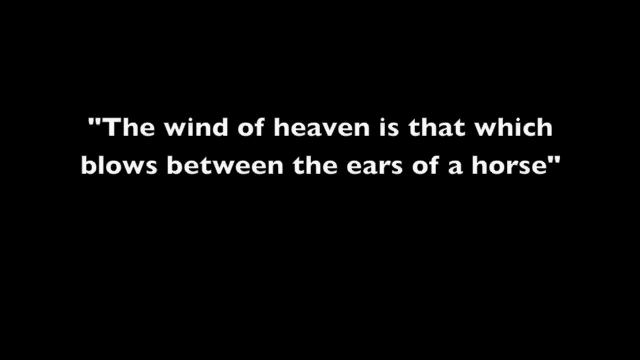 "The wind of heaven is that which
blows between the ears of a horse"